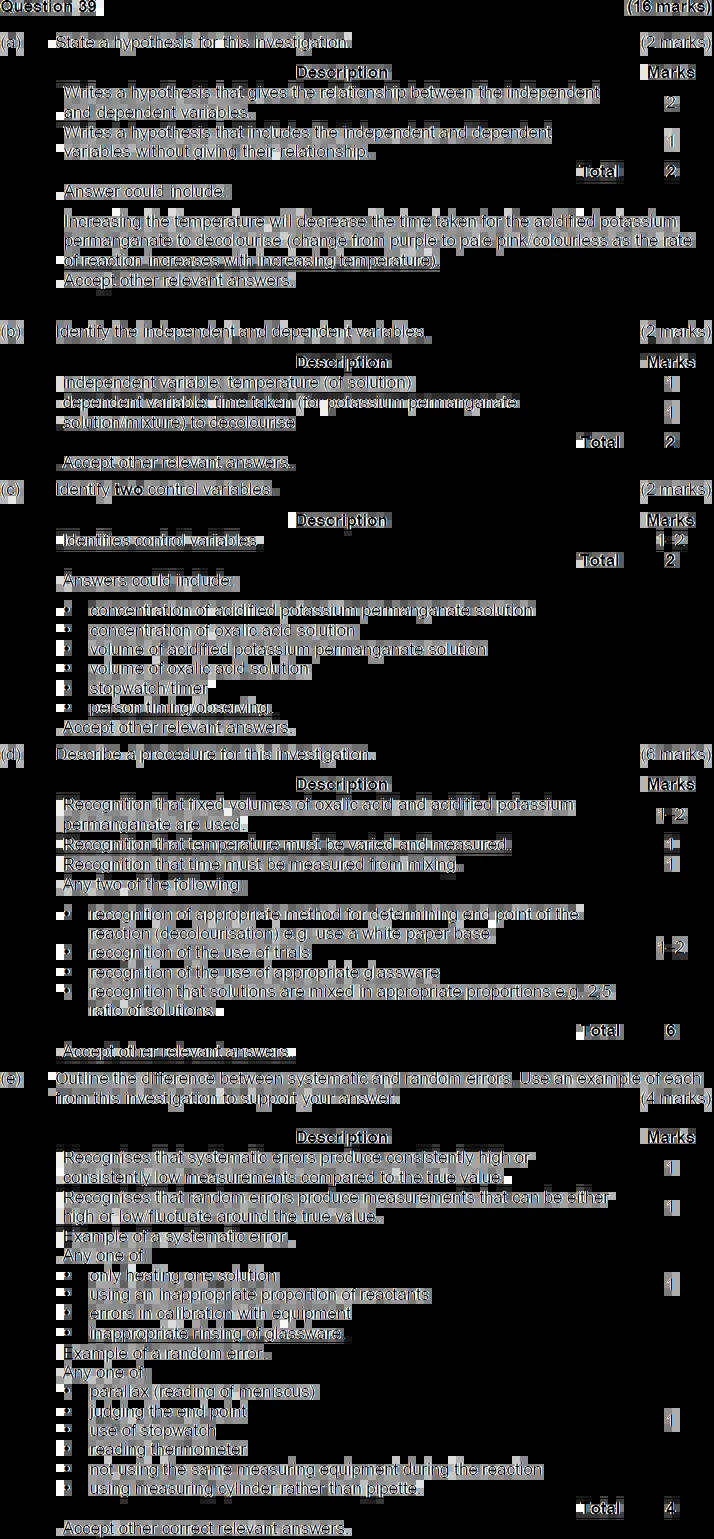 Question 39 (16 marks)
(a) State a hypothesis for this investigation. (2 marks)
Description Marks
Writes a hypothesis that gives the relationship between the independent
and dependent variables. 2
Writes a hypothesis that includes the independent and dependent
variables without giving their relationship. 1
Total 2
Answer could include:
Increasing the temperature will decrease the time taken for the acidified potassium
permanganate to decolourise (change from purple to pale pink/colourless as the rate
of reaction increases with increasing temperature).
Accept other relevant answers.
(b) Identify the independent and dependent variables. (2 marks)
Description Marks
independent variable: temperature (of solution) 1
dependent variable: time taken (for potassium permanganate
solution/mixture) to decolourise 1
Total 2
Accept other relevant answers.
(c) Identify two control variables. (2 marks)
Description Marks
Identifies control variables 1–2
Total 2
Answers could include:
• concentration of acidified potassium permanganate solution
• concentration of oxalic acid solution
• volume of acidified potassium permanganate solution
• volume of oxalic acid solution
• stopwatch/timer
• person timing/observing.
Accept other relevant answers.
(d) Describe a procedure for this investigation. (6 marks)
Description Marks
Recognition that fixed volumes of oxalic acid and acidified potassium
permanganate are used. 1–2
Recognition that temperature must be varied and measured. 1
Recognition that time must be measured from mixing. 1
Any two of the following:
• recognition of appropriate method for determining end point of the
reaction (decolourisation) e.g. use a white paper base
• recognition of the use of trials
• recognition of the use of appropriate glassware
• recognition that solutions are mixed in appropriate proportions e.g. 2:5
ratio of solutions. 1–2
Total 6
Accept other relevant answers.
(e) Outline the difference between systematic and random errors. Use an example of each
from this investigation to support your answer. (4 marks)
Description Marks
Recognises that systematic errors produce consistently high or
consistently low measurements compared to the true value. 1
Recognises that random errors produce measurements that can be either
high or low/fluctuate around the true value. 1
Example of a systematic error.
Any one of:
• only heating one solution
• using an inappropriate proportion of reactants
• errors in calibration with equipment
• inappropriate rinsing of glassware. 1
Example of a random error.
Any one of:
• parallax (reading of meniscus)
• judging the end point
• use of stopwatch
• reading thermometer
• not using the same measuring equipment during the reaction
• using measuring cylinder rather than pipette. 1
Total 4
Accept other correct relevant answers.